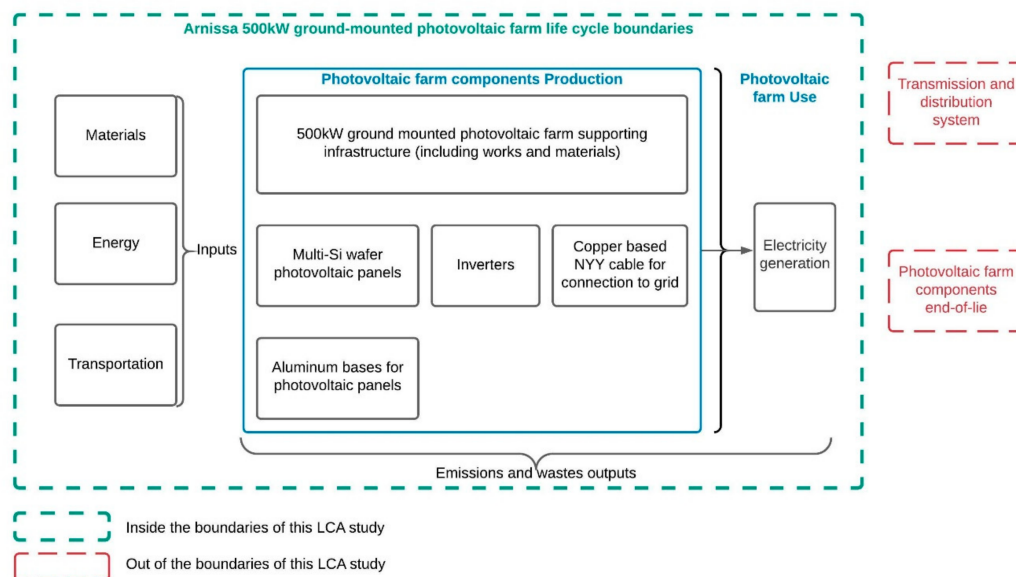 Arnissa 500kW ground-mounted photovoltaic farm life cycle boundaries
Materials
Energy
Transportation
Inputs
Photovoltaic farm components Production
500kW ground mounted photovoltaic farm supporting
infrastructure (including works and materials)
Multi-Si wafer
photovoltaic panels
Inverters
Copper based
NYY cable for
connection to grid
Aluminum bases for
photovoltaic panels
Photovoltaic
farm Use
Electricity
generation
Emissions and wastes outputs
Transmission and
distribution
system
Photovoltaic farm
components
end-of-lie
Inside the boundaries of this LCA study
Out of the boundaries of this LCA study